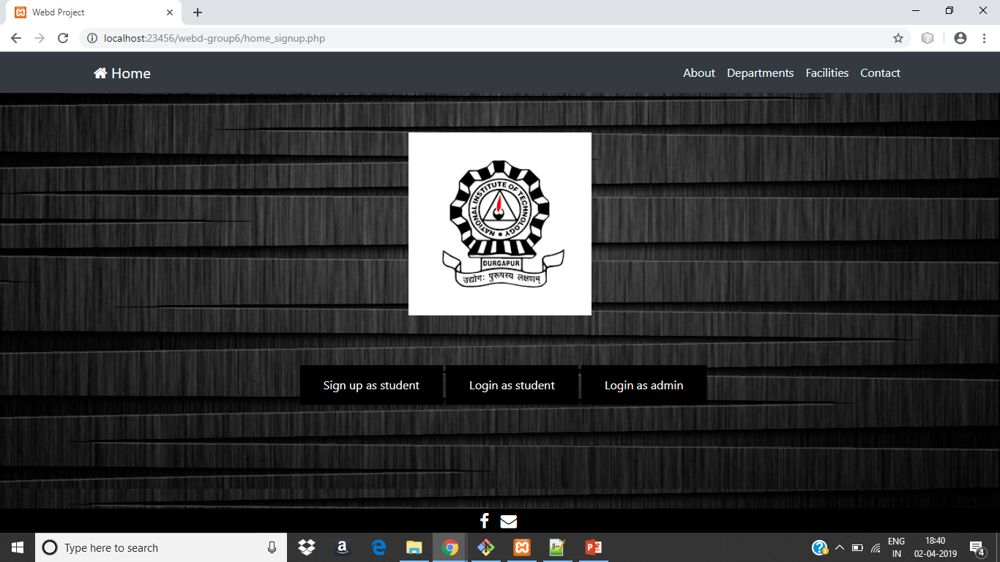 Webd Project
localhost:23456/webd-group6/home_signup.php
Home
About Departments Facilities Contact
NATIONAL INSTITUTE OF TECHNOLOGY
DURGAPUR
उद्योगः पुरूषस्य लक्षणम्
Sign up as student
Login as student
Login as admin
Type here to search
ENG
IN
18:40
02-04-2019
4